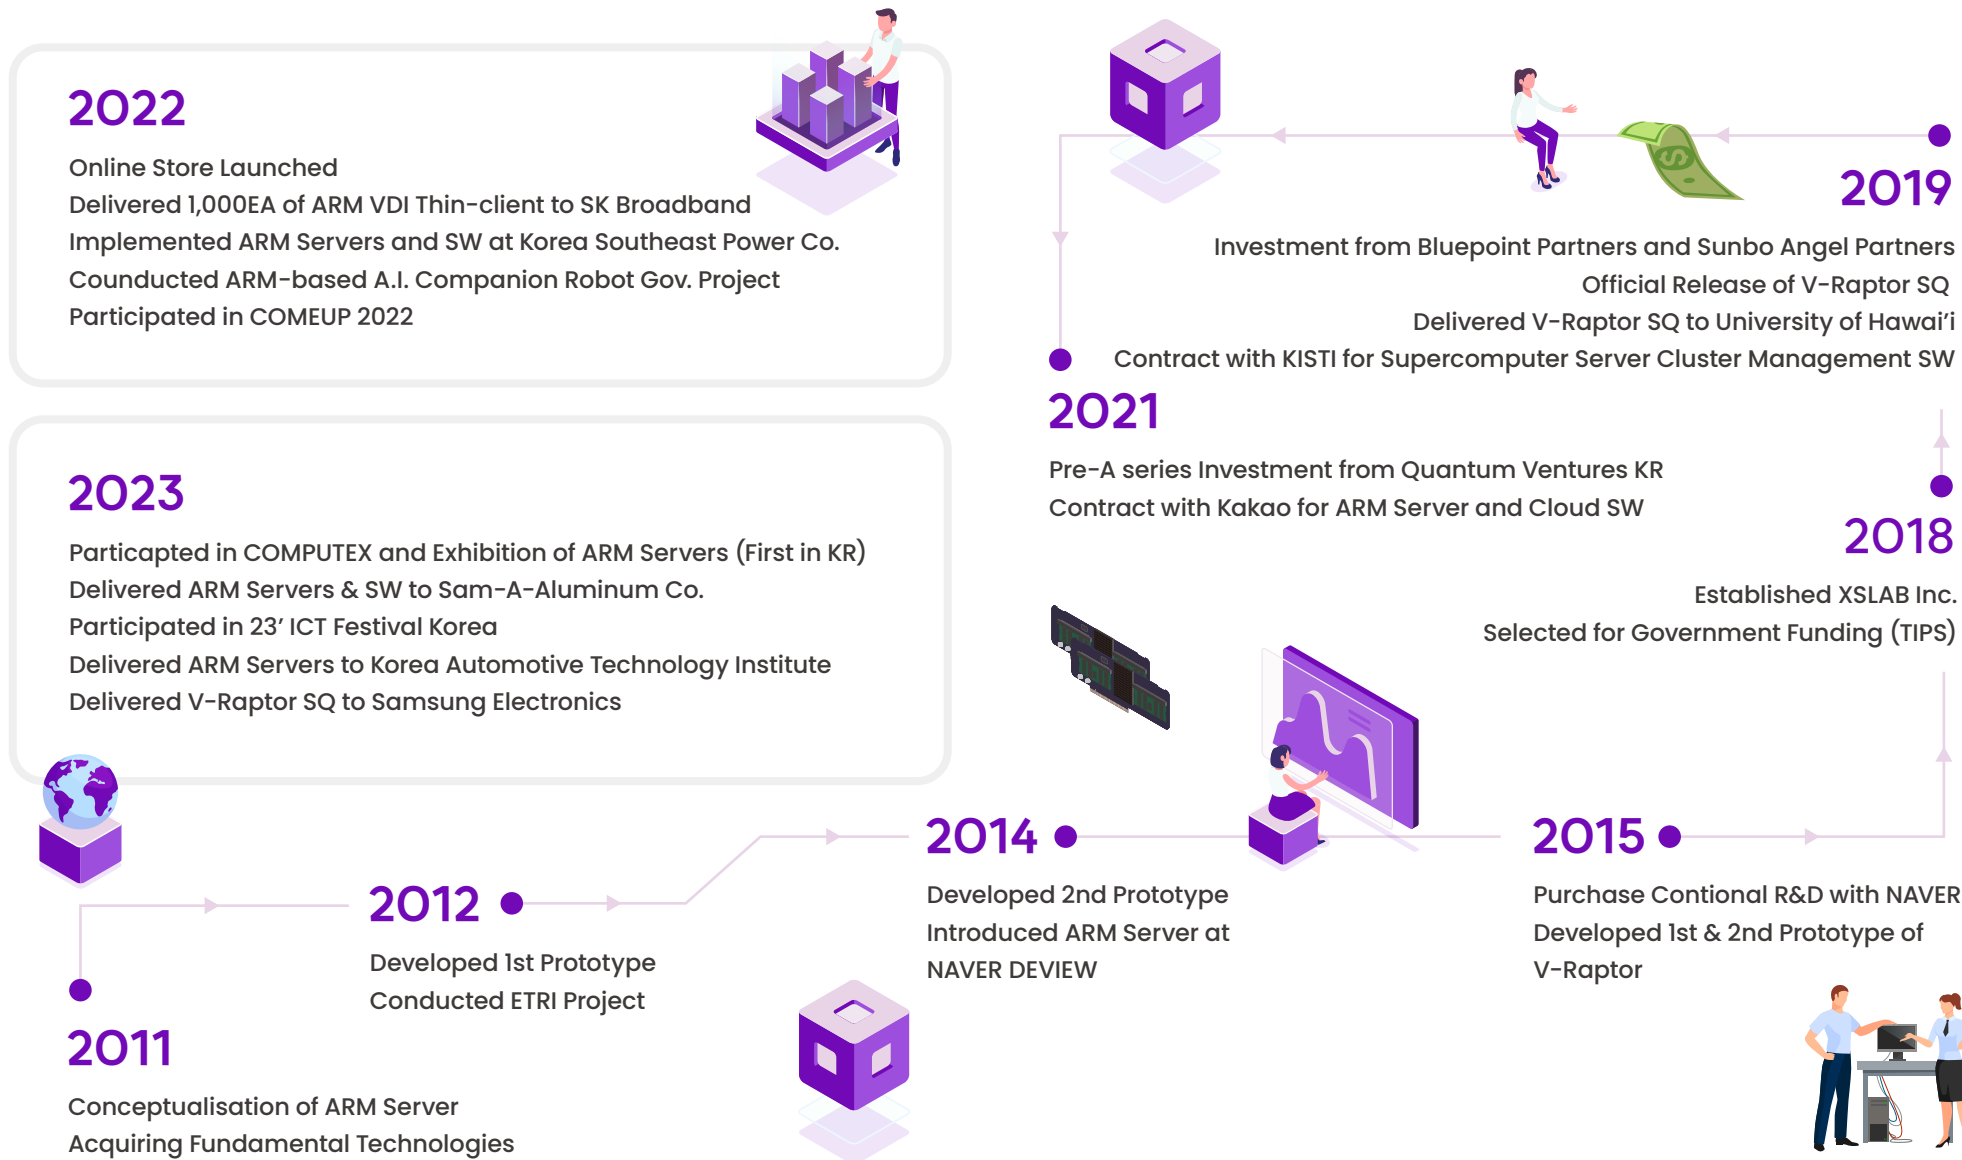 2022
Online Store Launched
Delivered 1,000EA of ARM VDI Thin-client to SK Broadband
Implemented ARM Servers and SW at Korea Southeast Power Co.
Counducted ARM-based A.I. Companion Robot Gov. Project
Participated in COMEUP 2022
2023
Particapted in COMPUTEX and Exhibition of ARM Servers (First in KR)
Delivered ARM Servers & SW to Sam-A-Aluminum Co.
Participated in 23’ ICT Festival Korea
Delivered ARM Servers to Korea Automotive Technology Institute
Delivered V-Raptor SQ to Samsung Electronics
2019
Investment from Bluepoint Partners and Sunbo Angel Partners
Official Release of V-Raptor SQ
Delivered V-Raptor SQ to University of Hawai’i
Contract with KISTI for Supercomputer Server Cluster Management SW
2021
Pre-A series Investment from Quantum Ventures KR
Contract with Kakao for ARM Server and Cloud SW
2018
Established XSLAB Inc.
Selected for Government Funding (TIPS)
2011
Conceptualisation of ARM Server
Acquiring Fundamental Technologies
2012
Developed 1st Prototype
Conducted ETRI Project
2014
Developed 2nd Prototype
Introduced ARM Server at
NAVER DEVIEW
2015
Purchase Contional R&D with NAVER
Developed 1st & 2nd Prototype of
V-Raptor